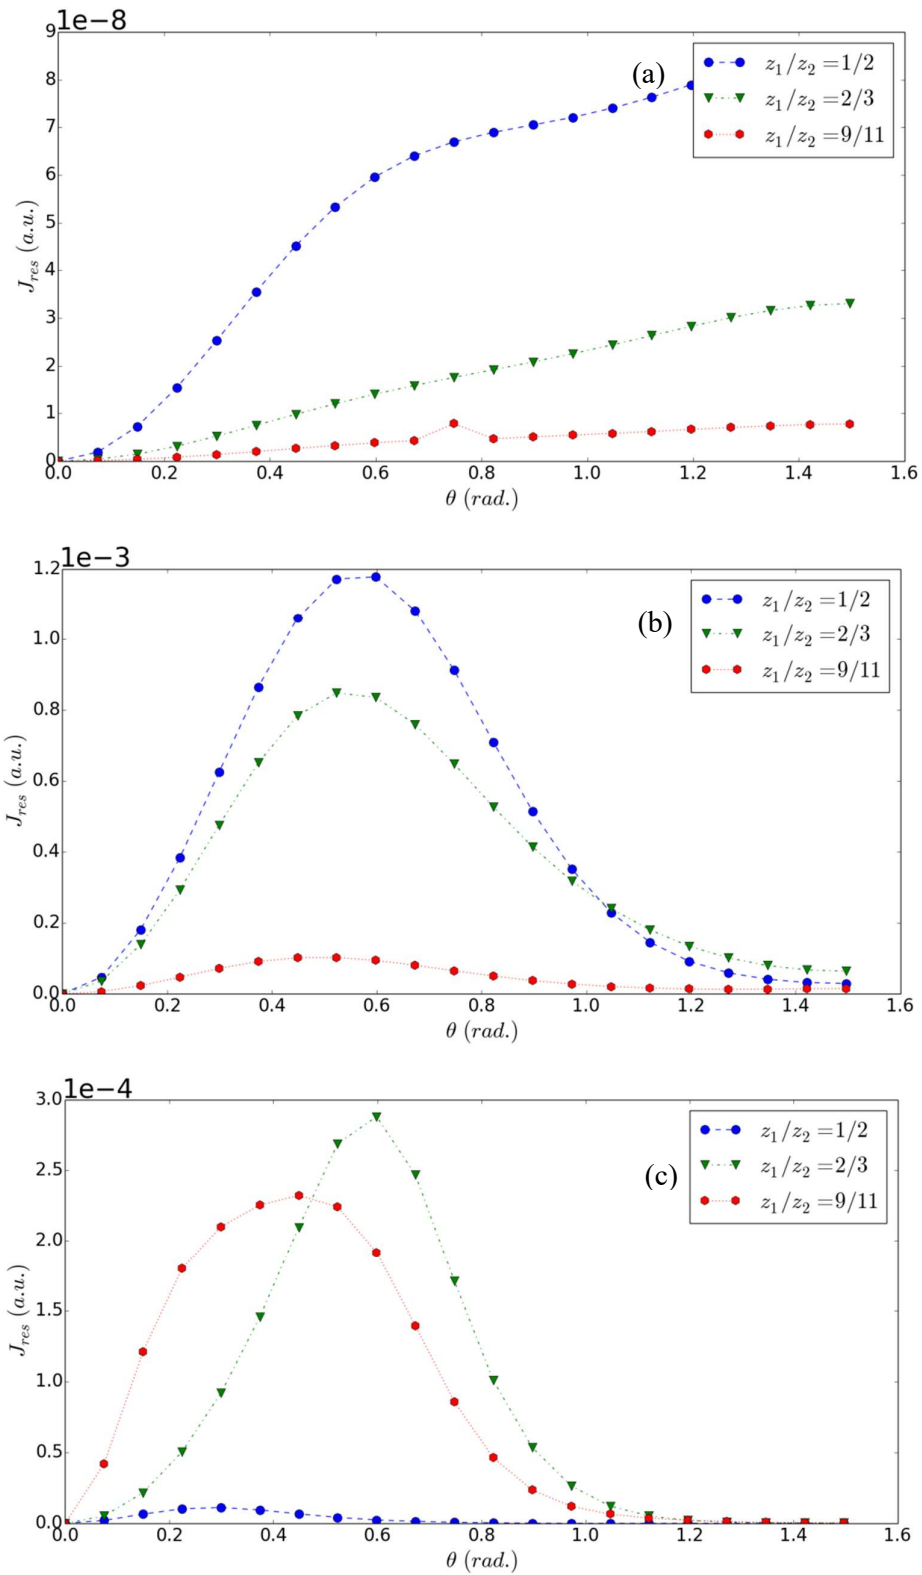 1e−8
(a)
z₁/z₂ = 1/2
z₁/z₂ = 2/3
z₁/z₂ = 9/11
9
8
7
6
5
4
3
2
1
0
J_res (a.u.)
0.0 0.2 0.4 0.6 0.8 1.0 1.2 1.4 1.6
θ (rad.)
1e−3
(b)
z₁/z₂ = 1/2
z₁/z₂ = 2/3
z₁/z₂ = 9/11
1.2
1.0
0.8
0.6
0.4
0.2
0.0
J_res (a.u.)
0.0 0.2 0.4 0.6 0.8 1.0 1.2 1.4 1.6
θ (rad.)
1e−4
(c)
z₁/z₂ = 1/2
z₁/z₂ = 2/3
z₁/z₂ = 9/11
3.0
2.5
2.0
1.5
1.0
0.5
0.0
J_res (a.u.)
0.0 0.2 0.4 0.6 0.8 1.0 1.2 1.4 1.6
θ (rad.)